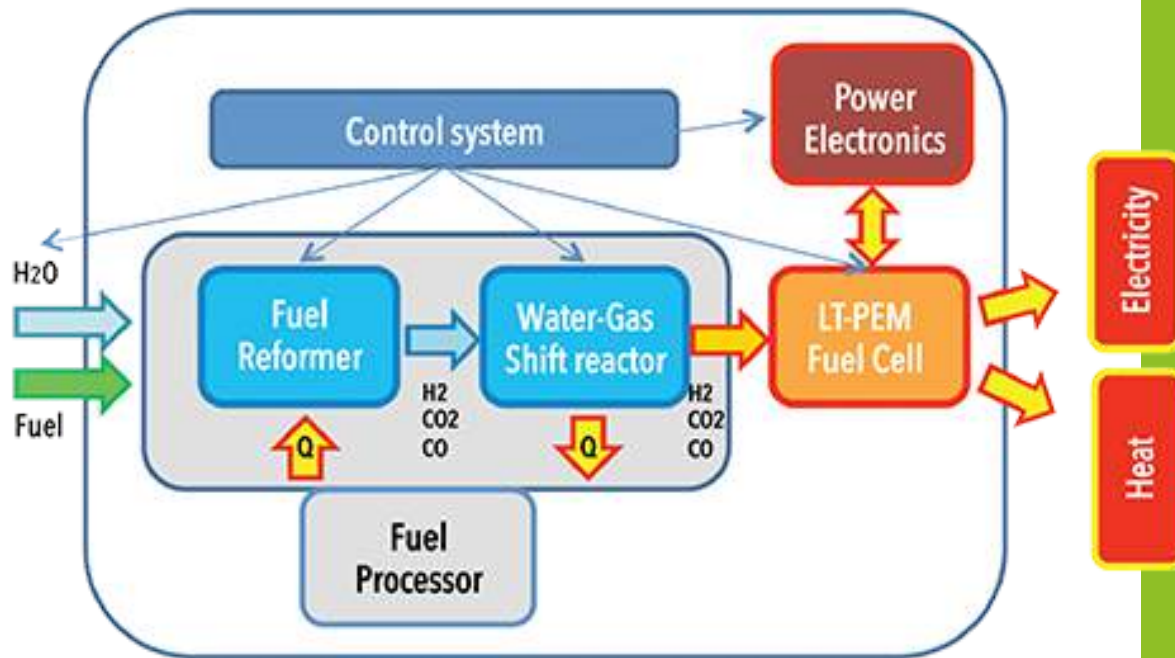 Control system
Power
Electronics
Electricity
H2O
Fuel
Reformer
Water-Gas
Shift reactor
LT-PEM
Fuel Cell
Fuel
H2
CO2
CO
H2
CO2
CO
Q
Q
Heat
Fuel
Processor